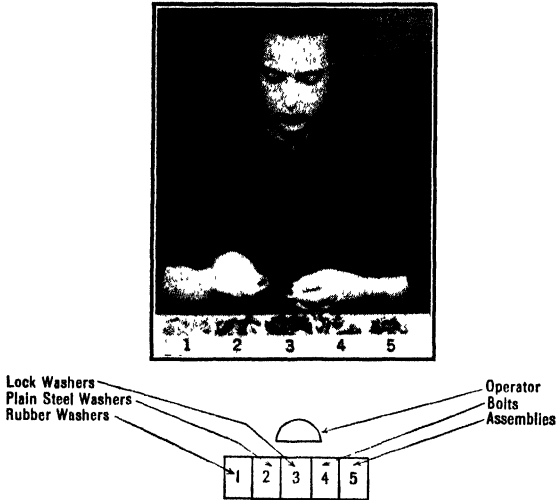 1 2 3 4 5
Lock Washers
Plain Steel Washers
Rubber Washers
Operator
Bolts
Assemblies
1 2 3 4 5